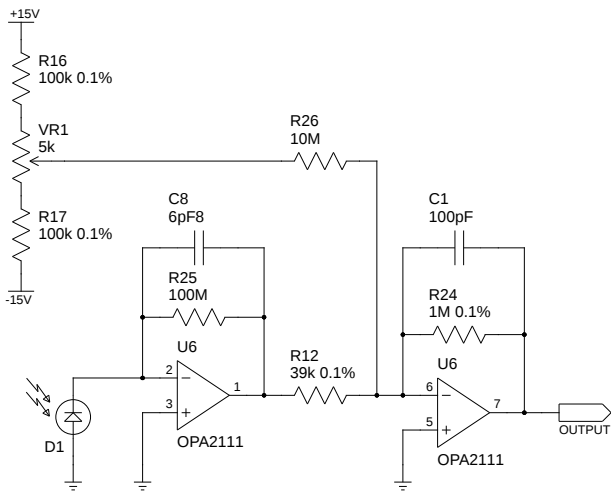 +15V
R16
100k 0.1%
VR1
5k
R26
10M
R17
100k 0.1%
-15V
C8
6pF8
C1
100pF
R25
100M
R24
1M 0.1%
U6
2
−
3
+
1
OPA2111
R12
39k 0.1%
U6
6
−
5
+
7
OPA2111
D1
OUTPUT